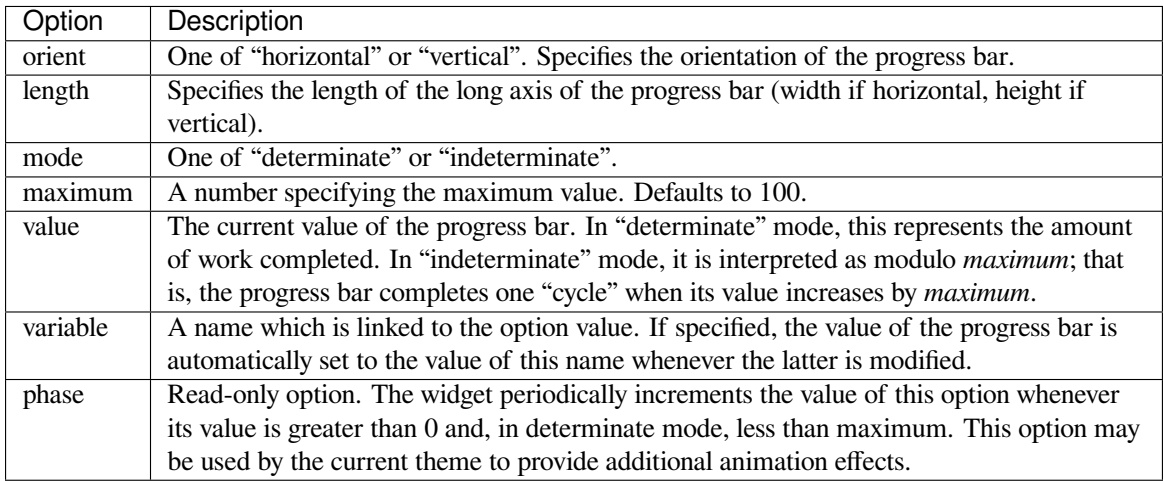 Option Description
orient One of “horizontal” or “vertical”. Specifies the orientation of the progress bar.
length Specifies the length of the long axis of the progress bar (width if horizontal, height if
vertical).
mode One of “determinate” or “indeterminate”.
maximum A number specifying the maximum value. Defaults to 100.
value The current value of the progress bar. In “determinate” mode, this represents the amount
of work completed. In “indeterminate” mode, it is interpreted as modulo maximum; that
is, the progress bar completes one “cycle” when its value increases by maximum.
variable A name which is linked to the option value. If specified, the value of the progress bar is
automatically set to the value of this name whenever the latter is modified.
phase Read-only option. The widget periodically increments the value of this option whenever
its value is greater than 0 and, in determinate mode, less than maximum. This option may
be used by the current theme to provide additional animation effects.